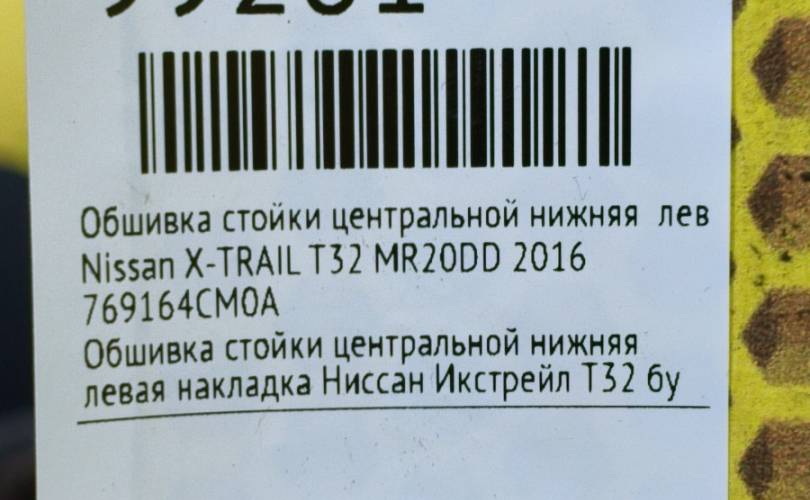 99201
Обшивка стойки центральной нижняя лев
Nissan X-TRAIL T32 MR20DD 2016
769164CM0A
Обшивка стойки центральной нижняя
левая накладка Ниссан Икстрейл Т32 бу